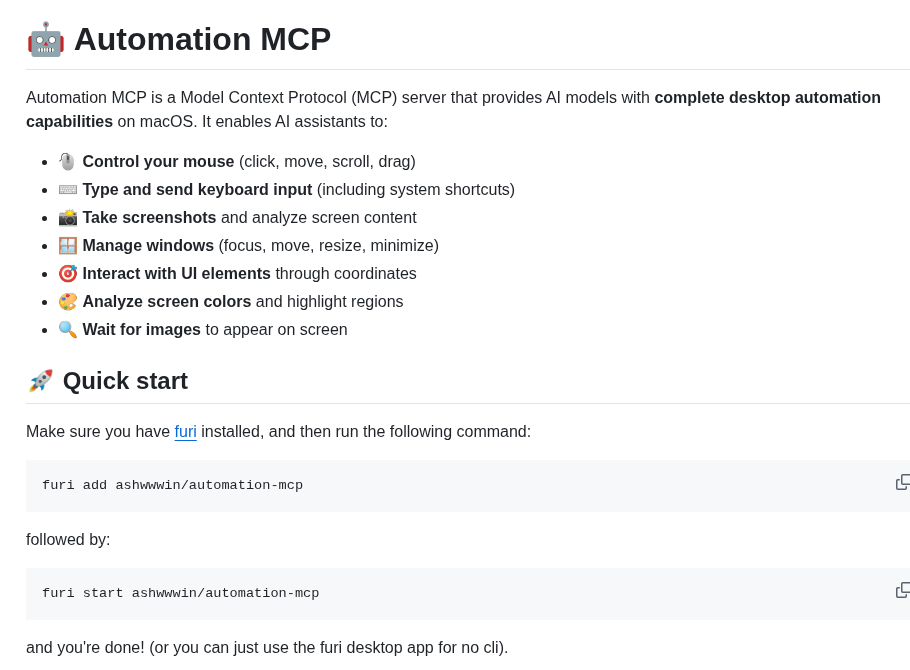 🤖 Automation MCP
Automation MCP is a Model Context Protocol (MCP) server that provides AI models with complete desktop automation
capabilities on macOS. It enables AI assistants to:
• 🖱️ Control your mouse (click, move, scroll, drag)
• ⌨️ Type and send keyboard input (including system shortcuts)
• 📸 Take screenshots and analyze screen content
• 🪟 Manage windows (focus, move, resize, minimize)
• 🎯 Interact with UI elements through coordinates
• 🎨 Analyze screen colors and highlight regions
• 🔍 Wait for images to appear on screen
🚀 Quick start
Make sure you have furi installed, and then run the following command:
furi add ashwwwin/automation-mcp
followed by:
furi start ashwwwin/automation-mcp
and you're done! (or you can just use the furi desktop app for no cli).